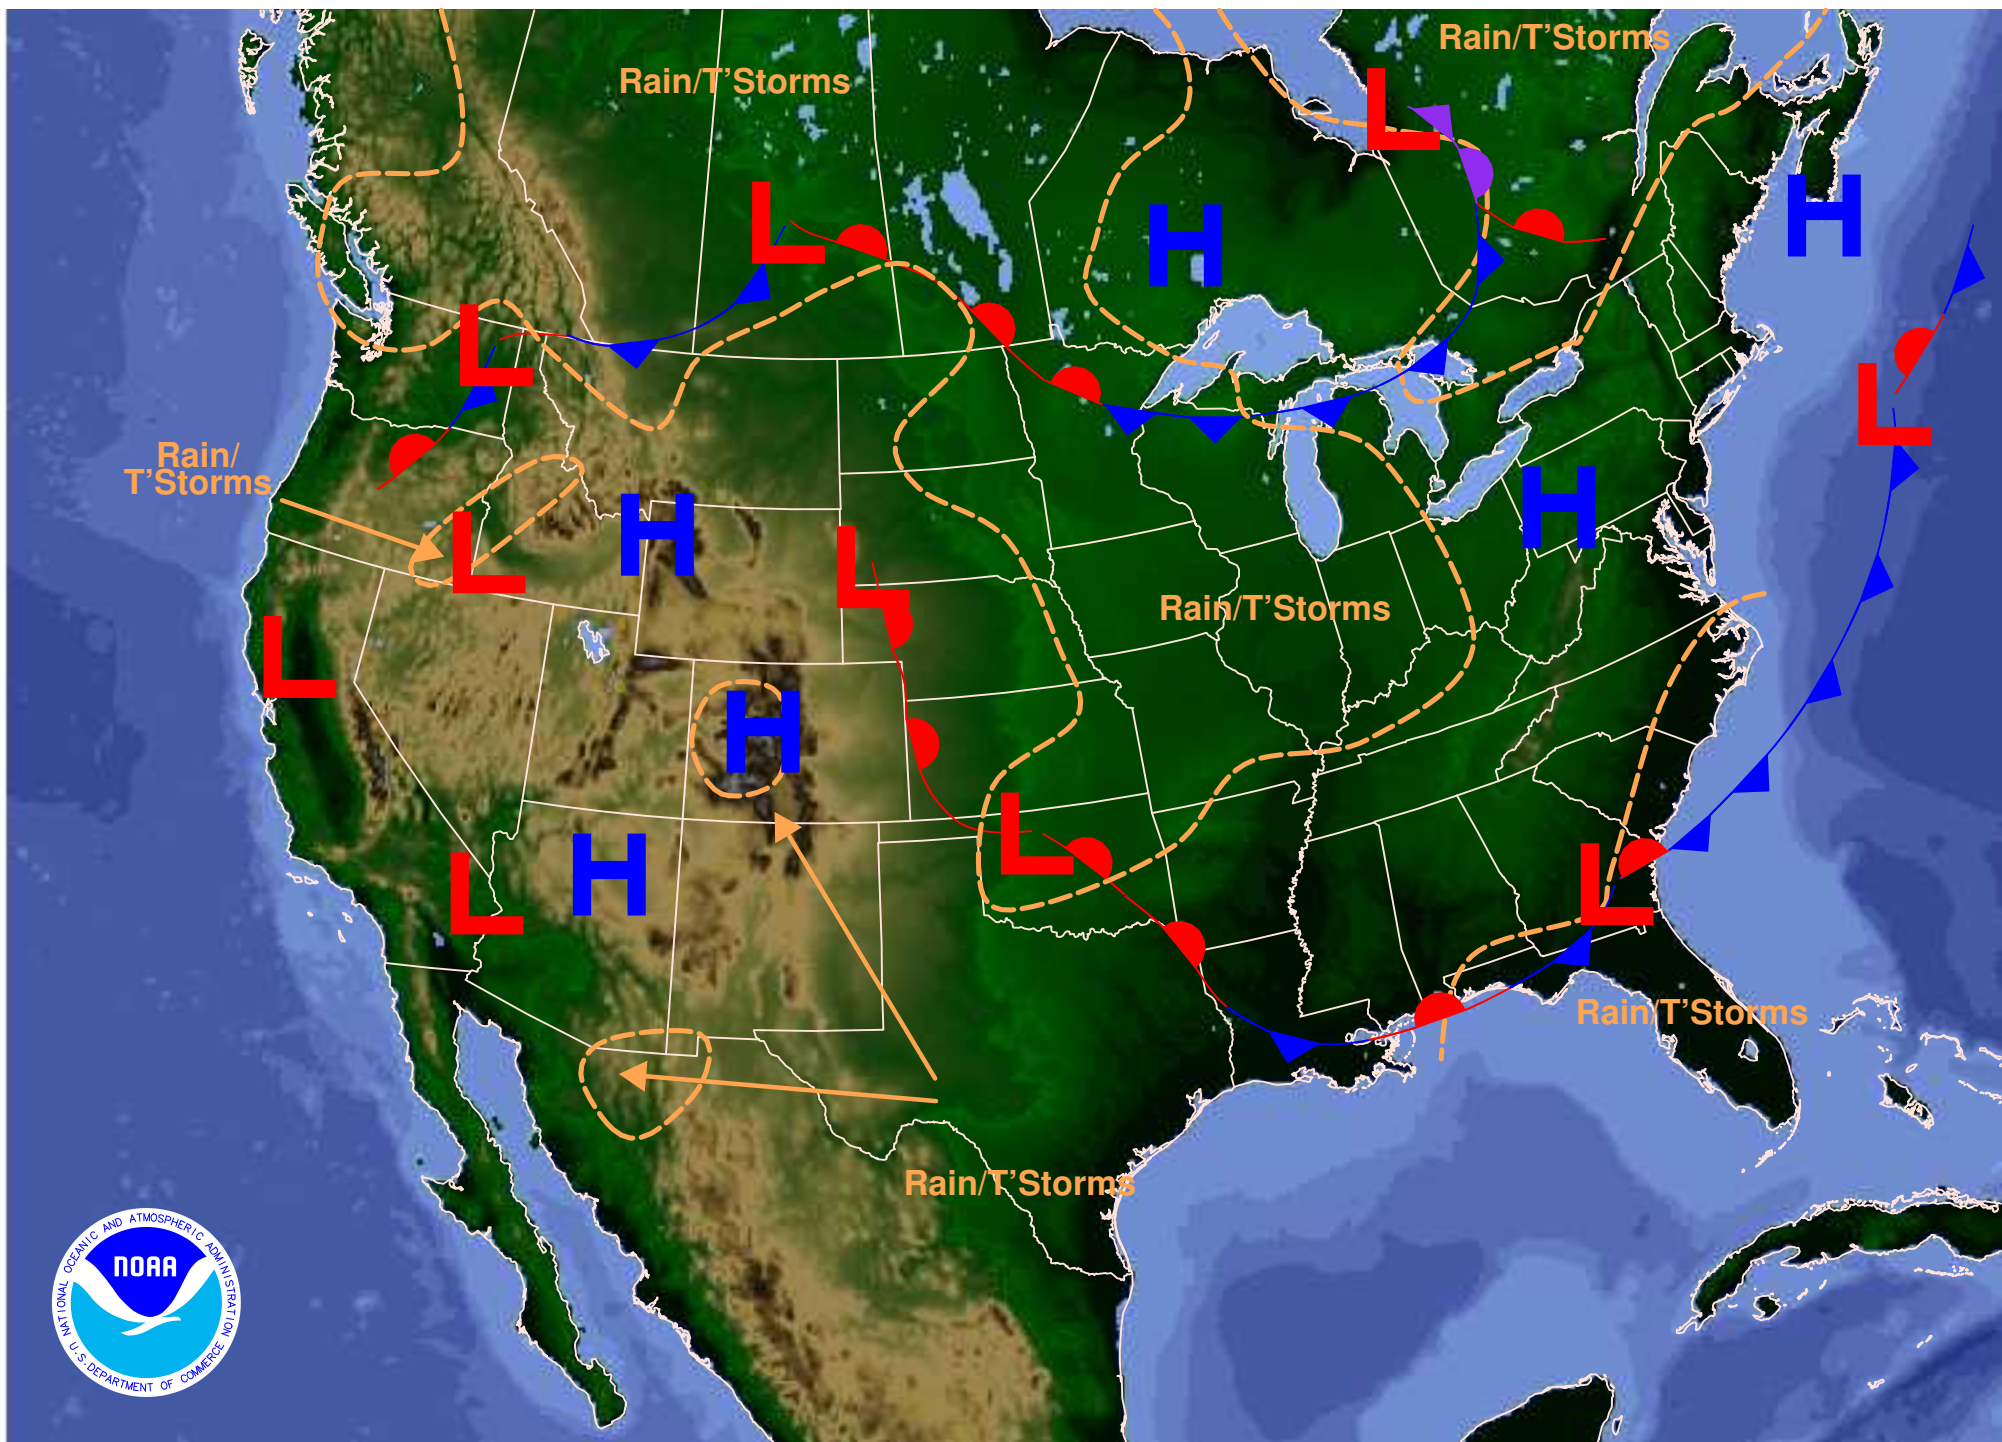 Rain/T'Storms
Rain/T'Storms
L
L
H
H
L
L
Rain/
T'Storms
H
H
L
L
Rain/T'Storms
L
H
L
H
L
L
L
Rain/T'Storms
Rain/T'Storms
NATIONAL OCEANIC AND ATMOSPHERIC ADMINISTRATION
NOAA
U.S. DEPARTMENT OF COMMERCE